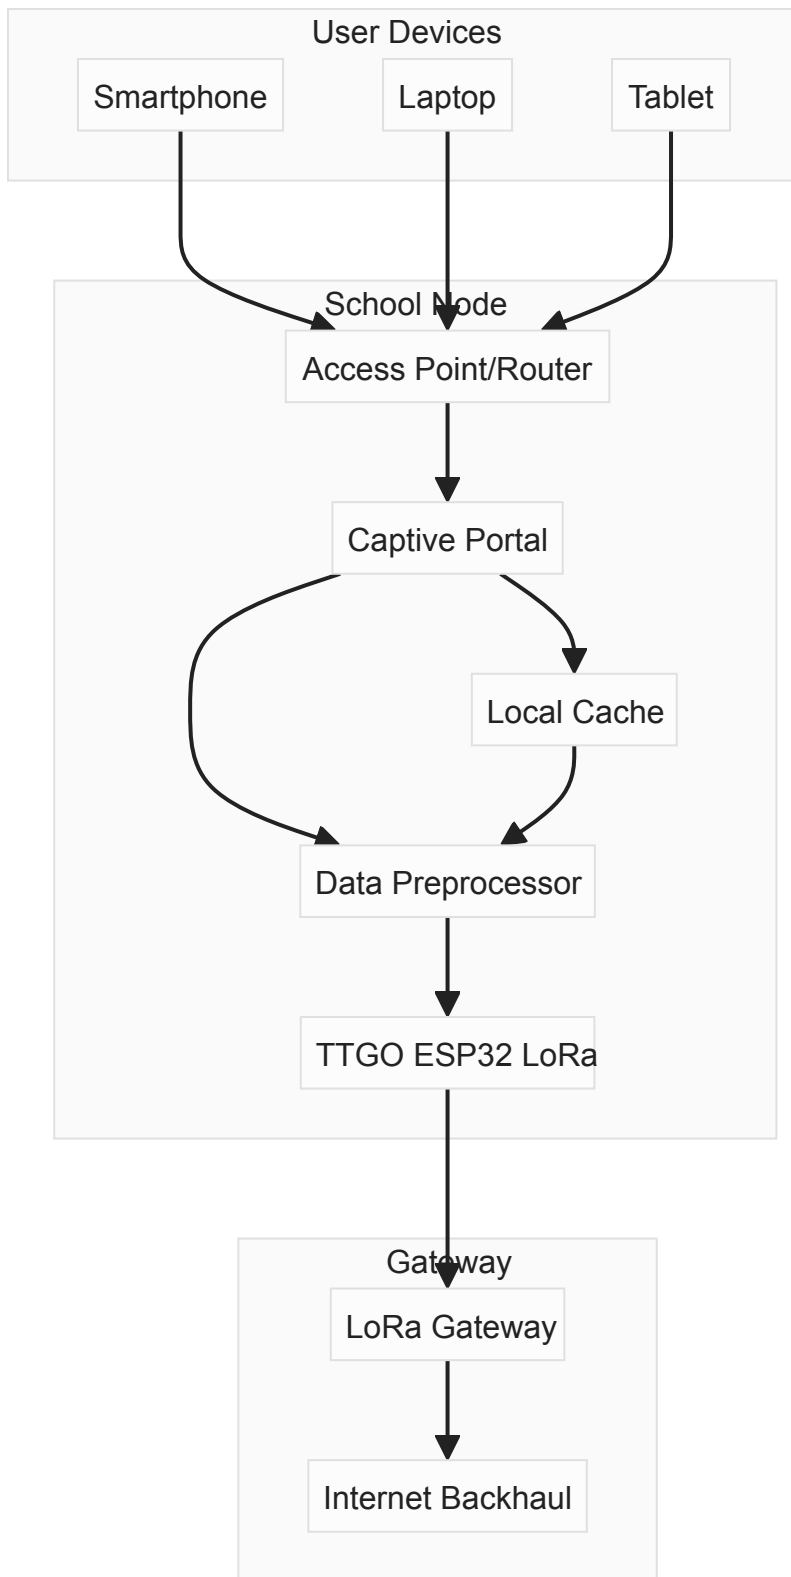 User Devices
Smartphone
Laptop
Tablet
School Node
Access Point/Router
Captive Portal
Local Cache
Data Preprocessor
TTGO ESP32 LoRa
Gateway
LoRa Gateway
Internet Backhaul